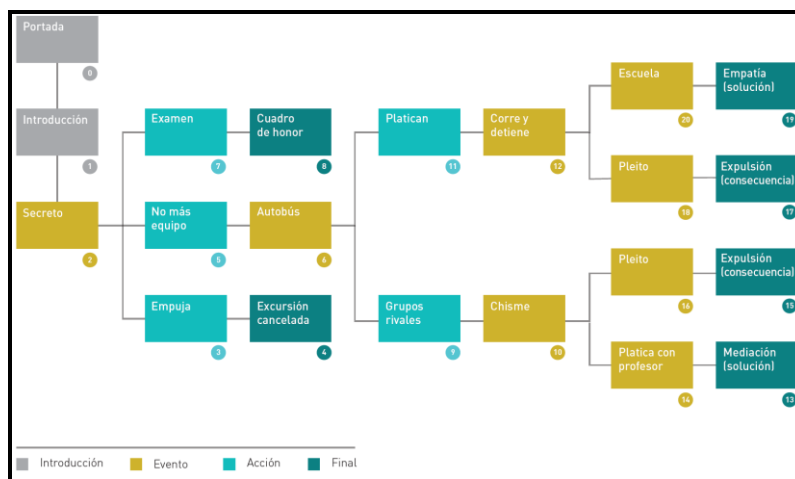 Portada
0
Introducción
1
Secreto
2
Examen
7
Cuadro
de honor
8
No más
equipo
5
Autobús
6
Empuja
3
Excursión
cancelada
4
Platican
11
Corre y
detiene
12
Grupos
rivales
9
Chisme
10
Escuela
20
Empatía
(solución)
19
Pleito
18
Expulsión
(consecuencia)
17
Pleito
16
Expulsión
(consecuencia)
15
Platica con
profesor
14
Mediación
(solución)
13
Introducción
Evento
Acción
Final